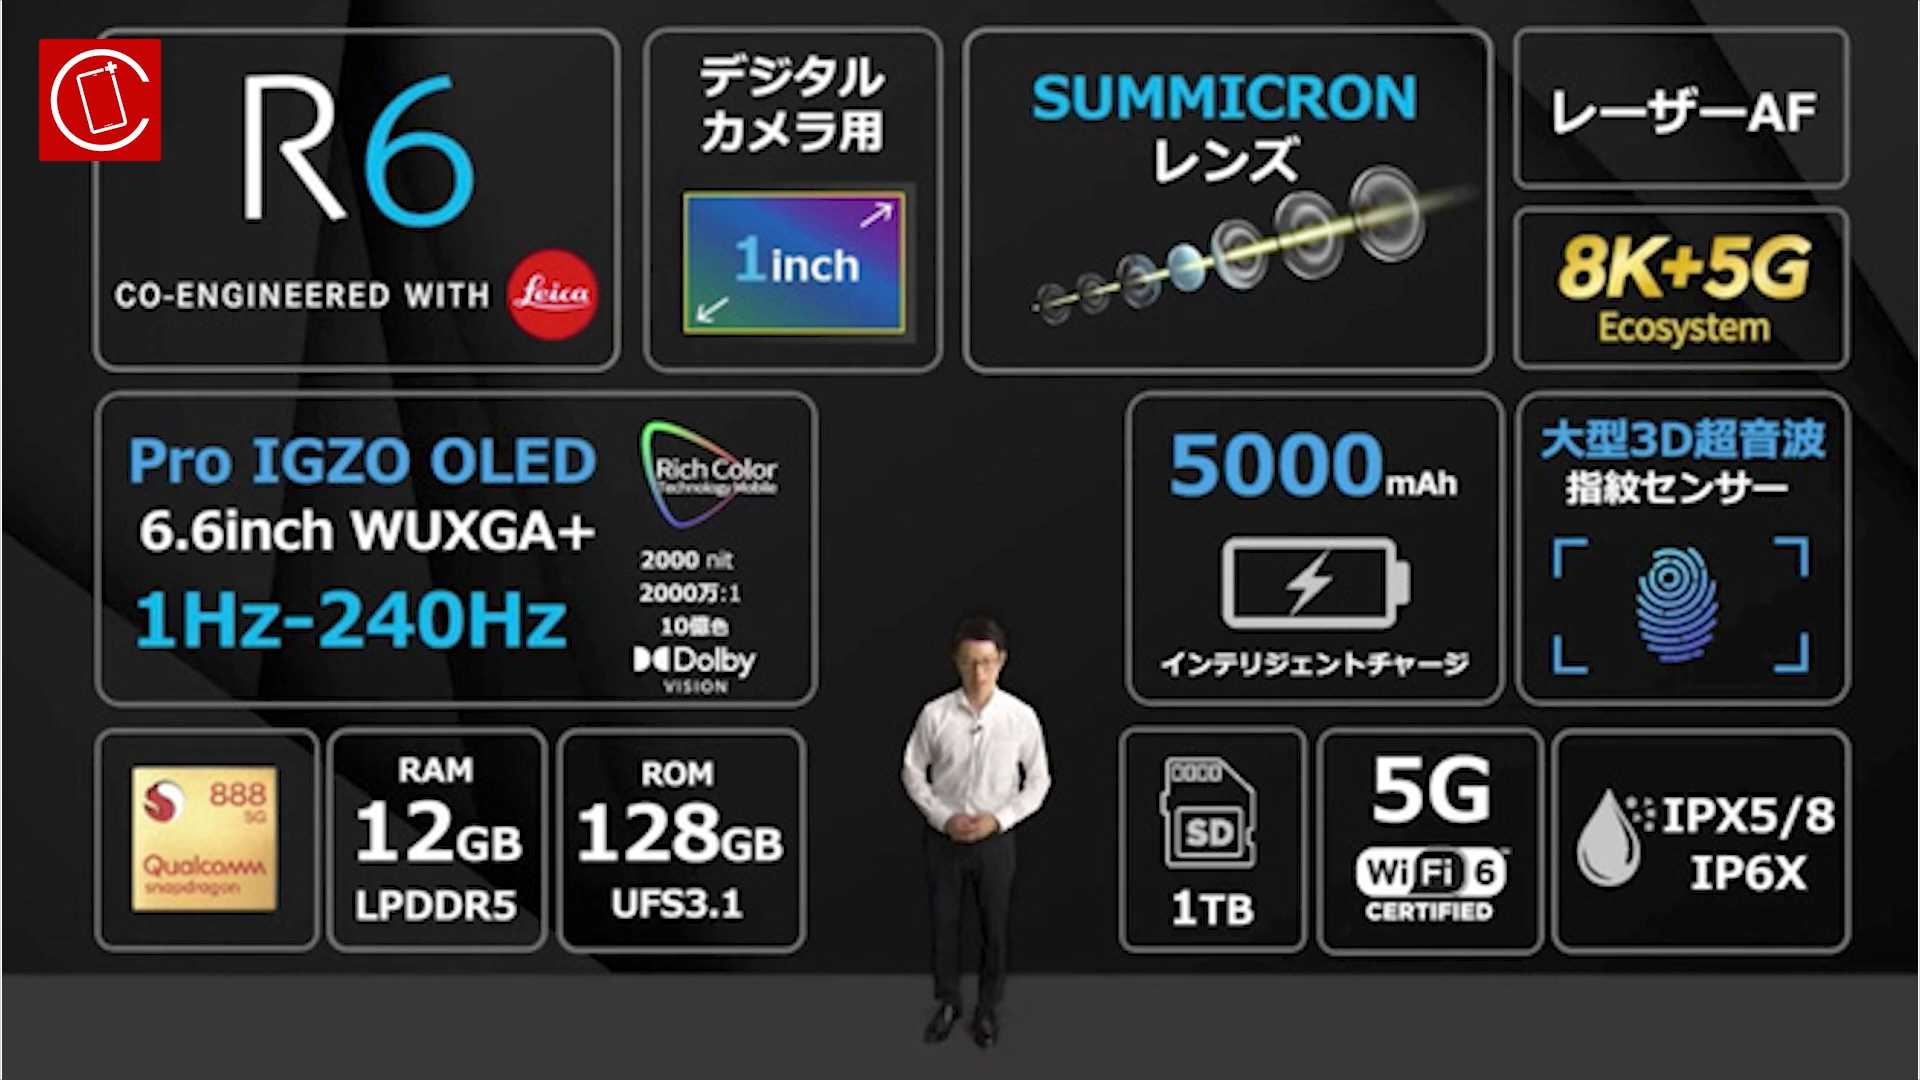 R6
CO-ENGINEERED WITH Leica
デジタル
カメラ用
1inch
SUMMICRON
レンズ
レーザーAF
8K+5G
Ecosystem
Pro IGZO OLED
6.6inch WUXGA+
1Hz-240Hz
Rich Color
Technology Mobile
2000 nit
2000万:1
10億色
Dolby
VISION
5000mAh
インテリジェントチャージ
大型3D超音波
指紋センサー
888
5G
Qualcomm
snapdragon
RAM
12GB
LPDDR5
ROM
128GB
UFS3.1
SD
1TB
5G
Wi Fi 6
CERTIFIED
IPX5/8
IP6X